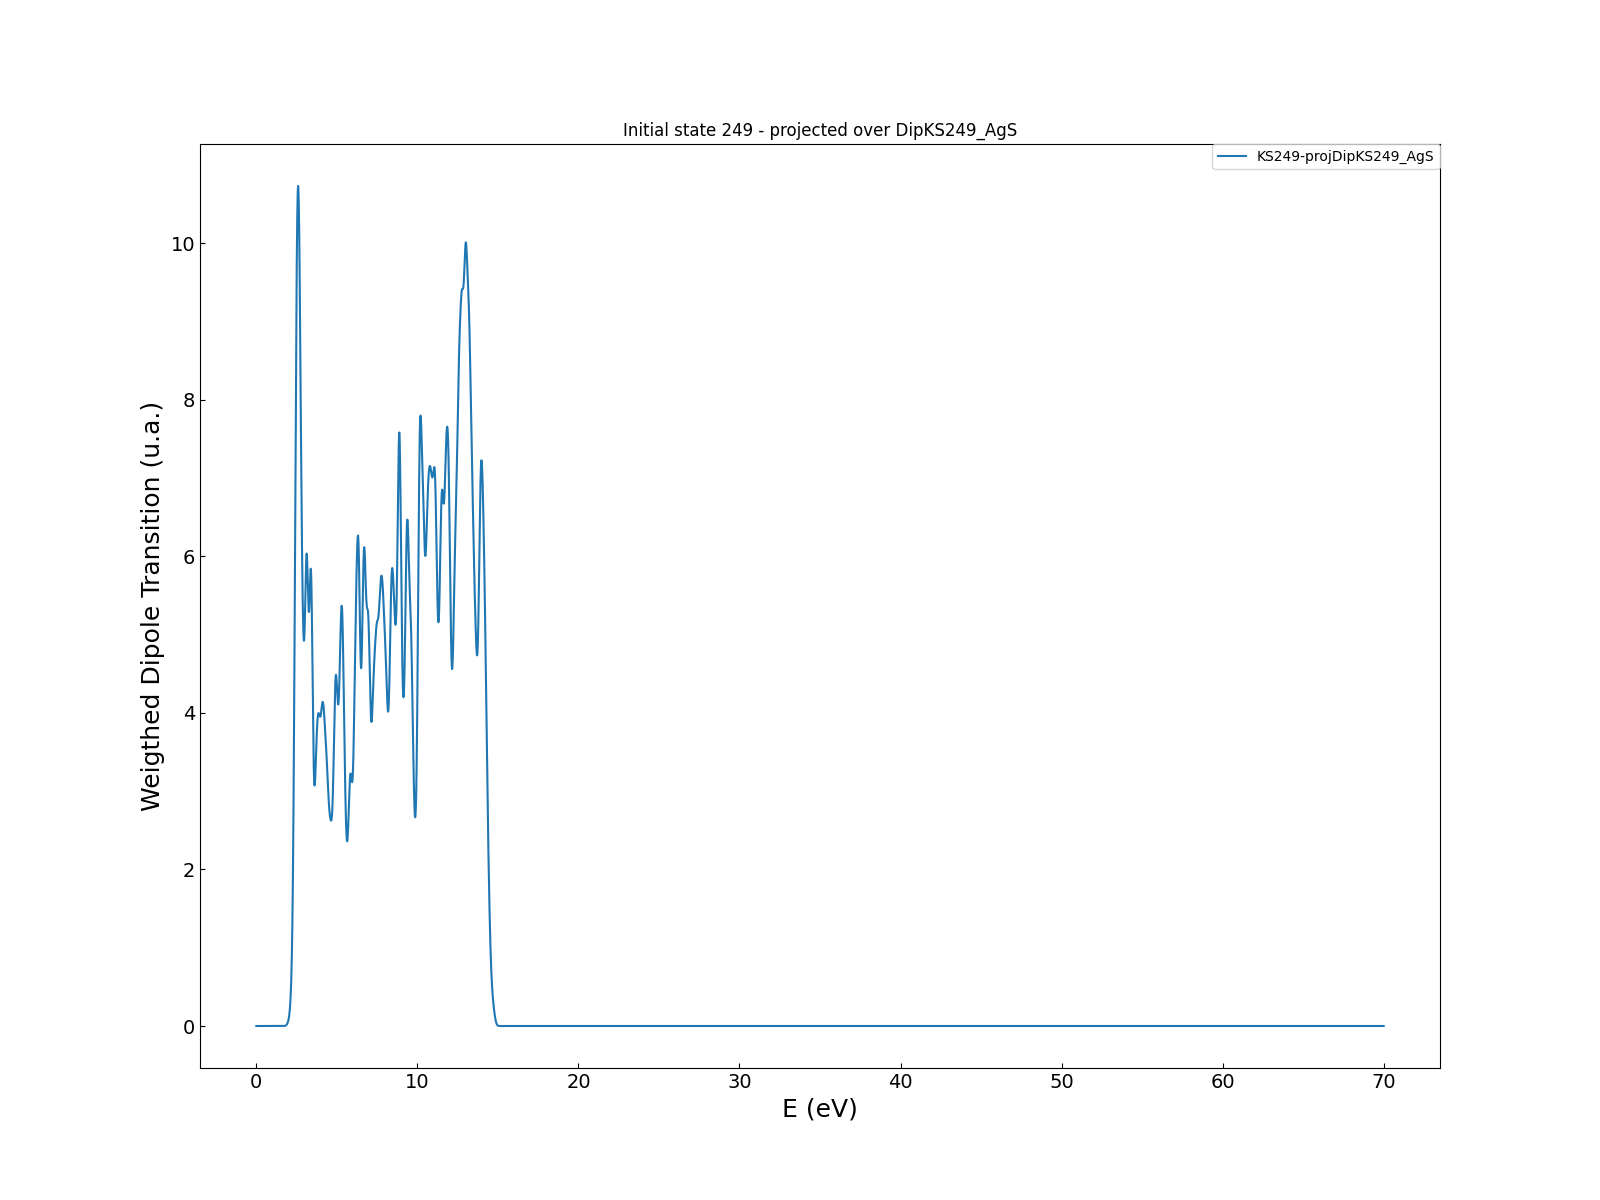 Initial state 249 - projected over DipKS249_AgS
KS249-projDipKS249_AgS
Weigthed Dipole Transition (u.a.)
10
8
6
4
2
0
0 10 20 30 40 50 60 70
E (eV)